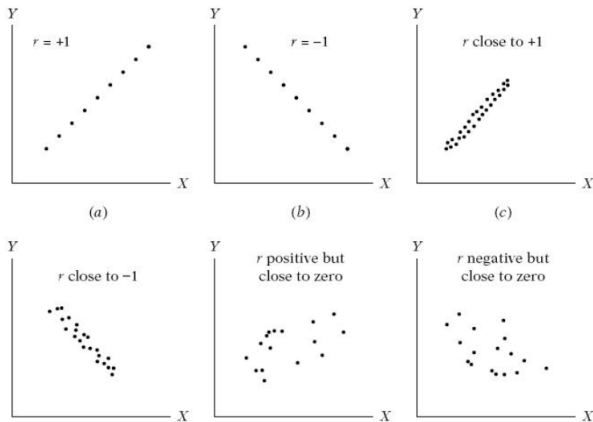 Y
r = +1
X
(a)
Y
r = −1
X
(b)
Y
r close to +1
X
(c)
Y
r close to −1
X
Y
r positive but
close to zero
X
Y
r negative but
close to zero
X